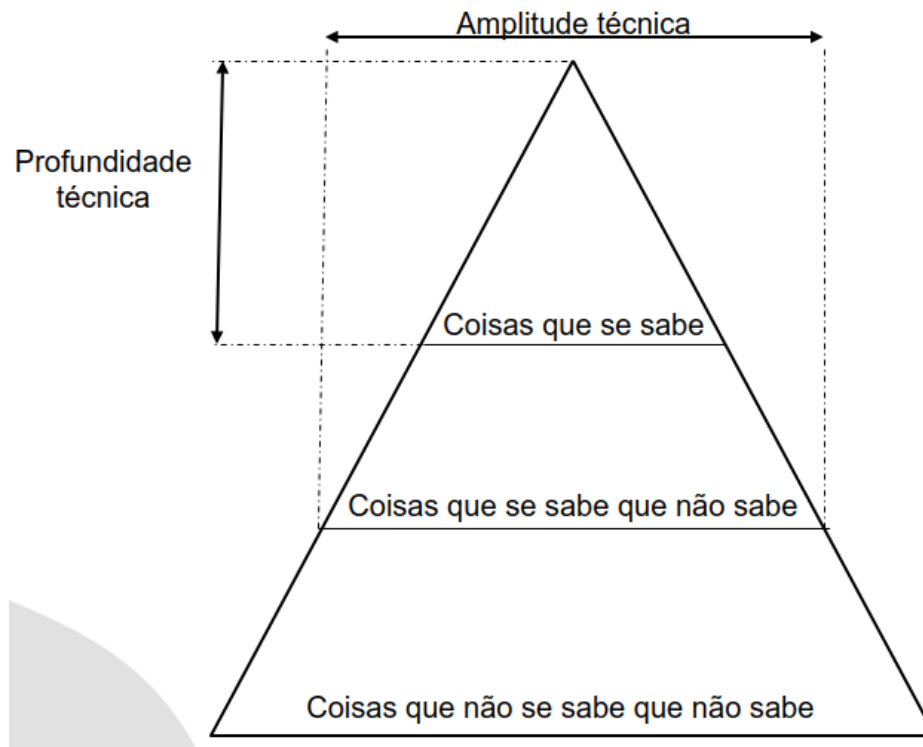 Amplitude técnica
Profundidade
técnica
Coisas que se sabe
Coisas que se sabe que não sabe
Coisas que não se sabe que não sabe